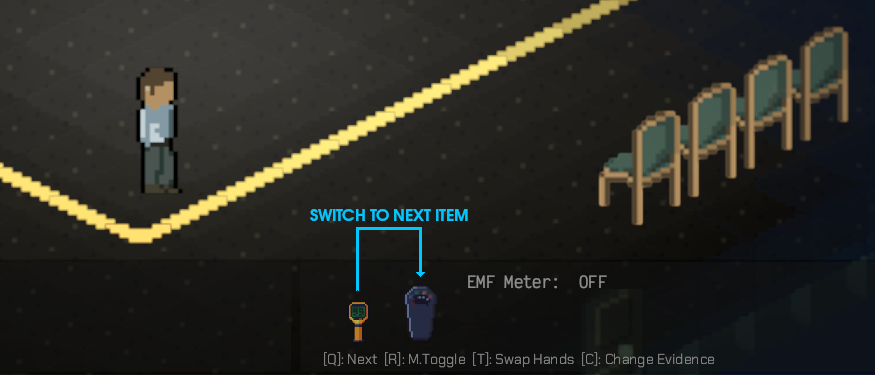 SWITCH TO NEXT ITEM
EMF Meter: OFF
[Q]: Next [R]: M.Toggle [T]: Swap Hands [C]: Change Evidence